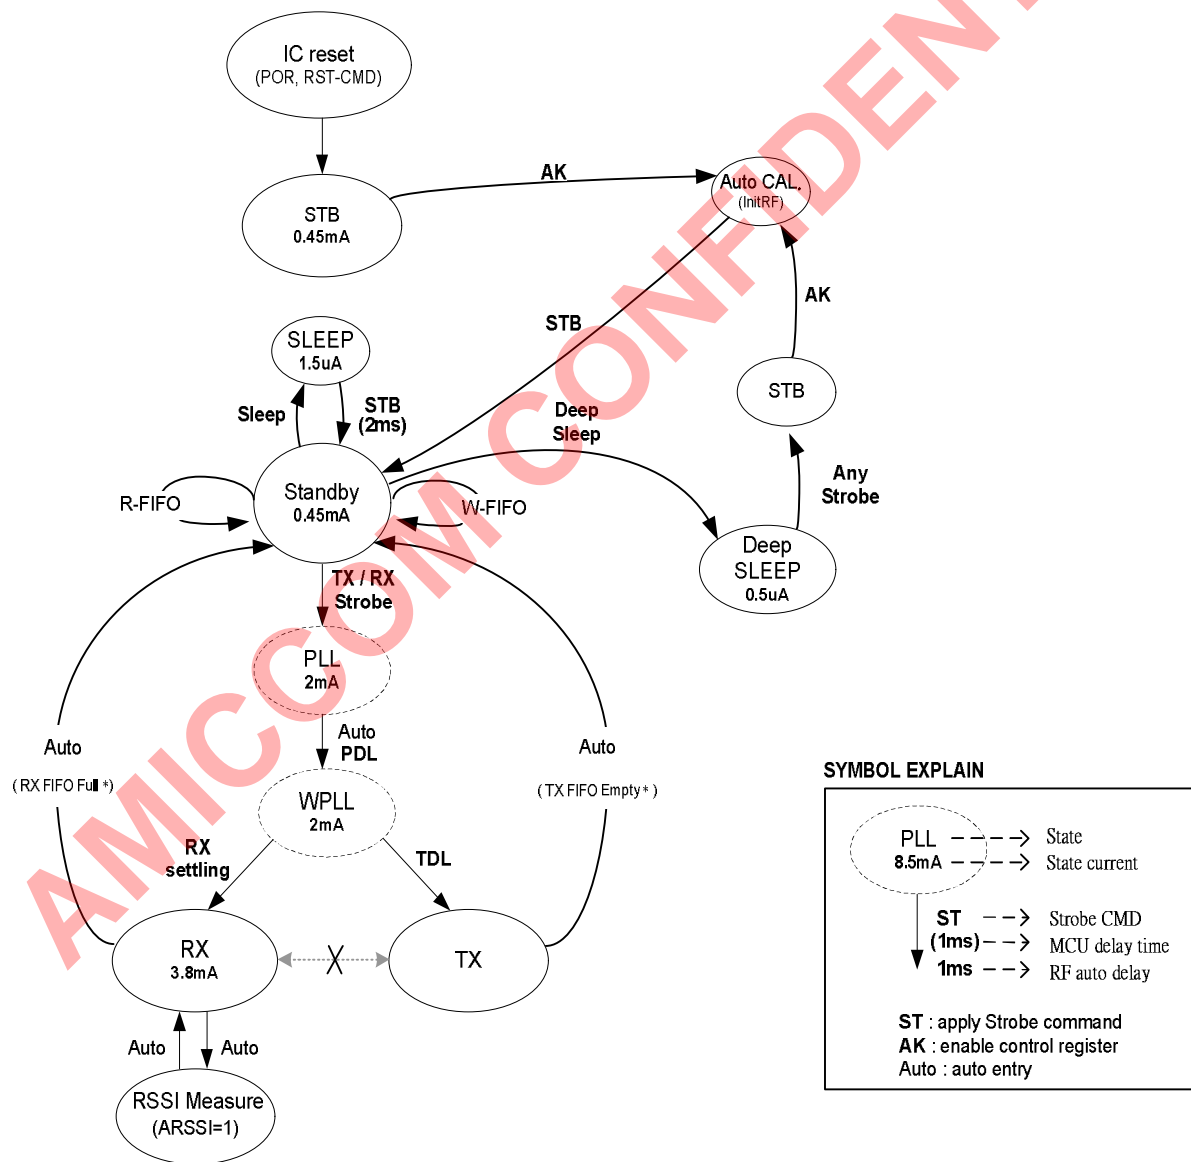 IC reset
(POR, RST-CMD)
STB
0.45mA
AK
Auto CAL.
(InitRF)
AK
STB
STB
SLEEP
1.5uA
Sleep
STB
(2ms)
Deep
Sleep
Any
Strobe
R-FIFO
Standby
0.45mA
W-FIFO
Deep
SLEEP
0.5uA
TX / RX
Strobe
PLL
2mA
Auto
PDL
Auto
( RX FIFO Full *)
Auto
( TX FIFO Empty * )
WPLL
2mA
RX
settling
TDL
RX
3.8mA
X
TX
Auto
Auto
RSSI Measure
(ARSSI=1)
SYMBOL EXPLAIN
PLL
8.5mA
State
State current
ST
(1ms)
1ms
Strobe CMD
MCU delay time
RF auto delay
ST : apply Strobe command
AK : enable control register
Auto : auto entry
AMICCOM CONFIDENT